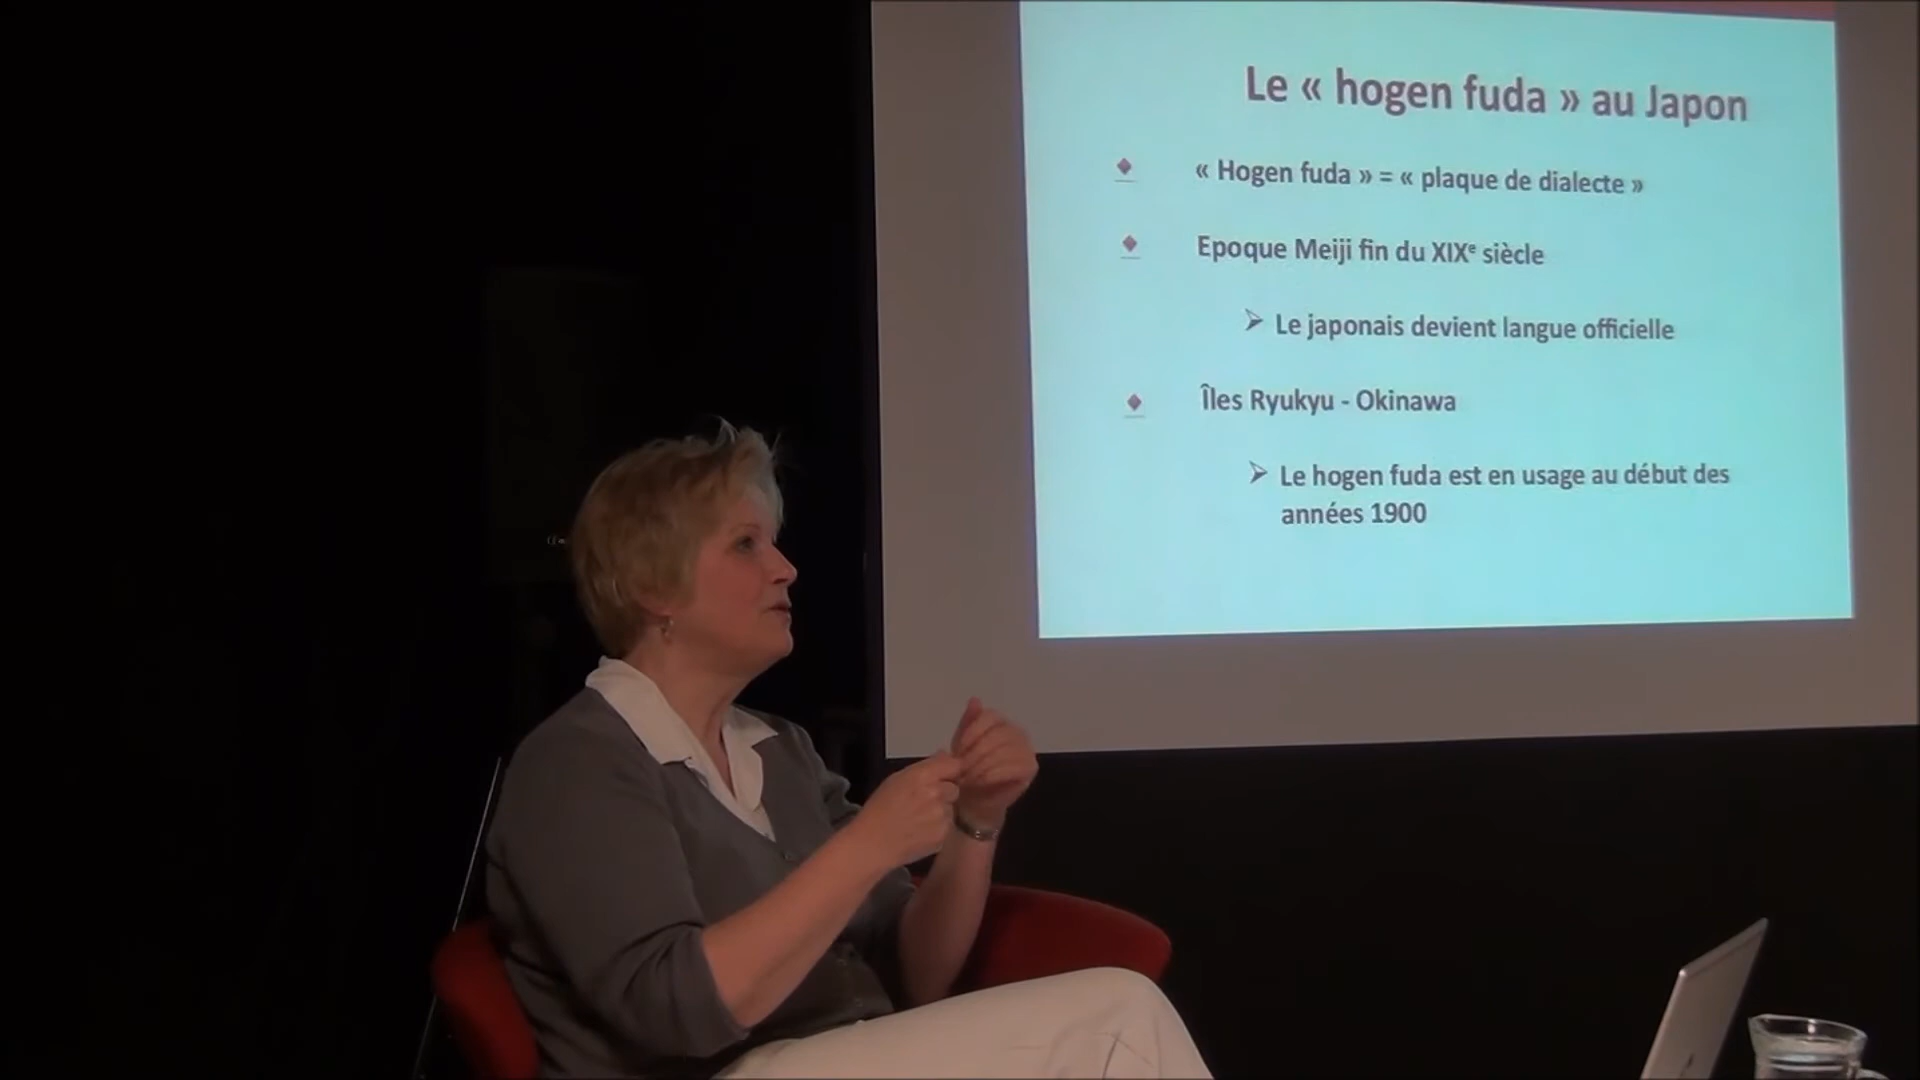 Le « hogen fuda » au Japon
« Hogen fuda » = « plaque de dialecte »
Epoque Meiji fin du XIXe siècle
Le japonais devient langue officielle
Îles Ryukyu - Okinawa
Le hogen fuda est en usage au début des
années 1900